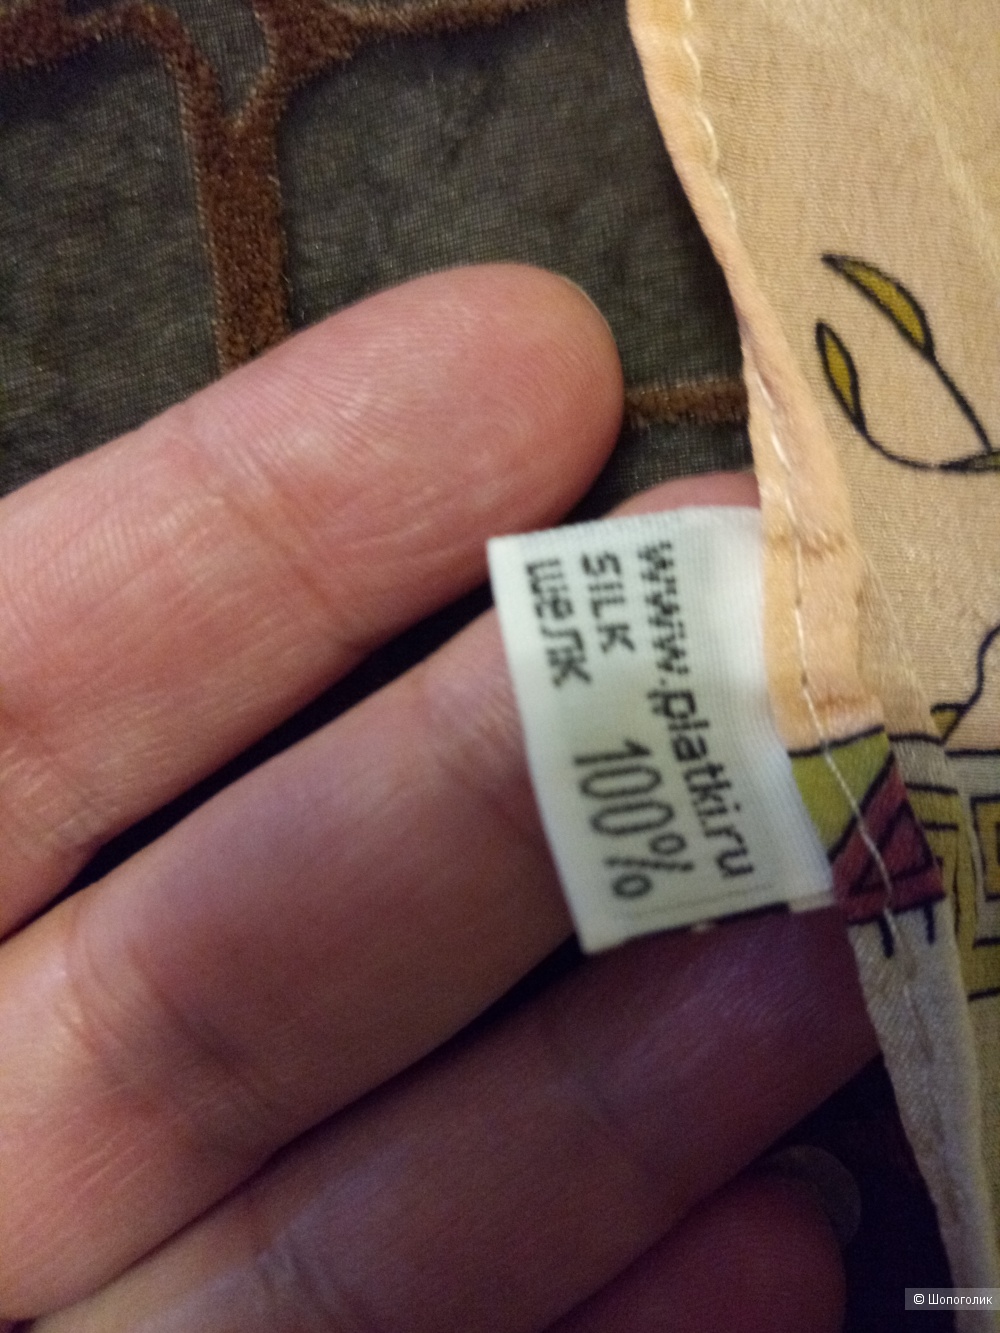 www.platki.ru
SILK 100%
шелк
© Шопоголик